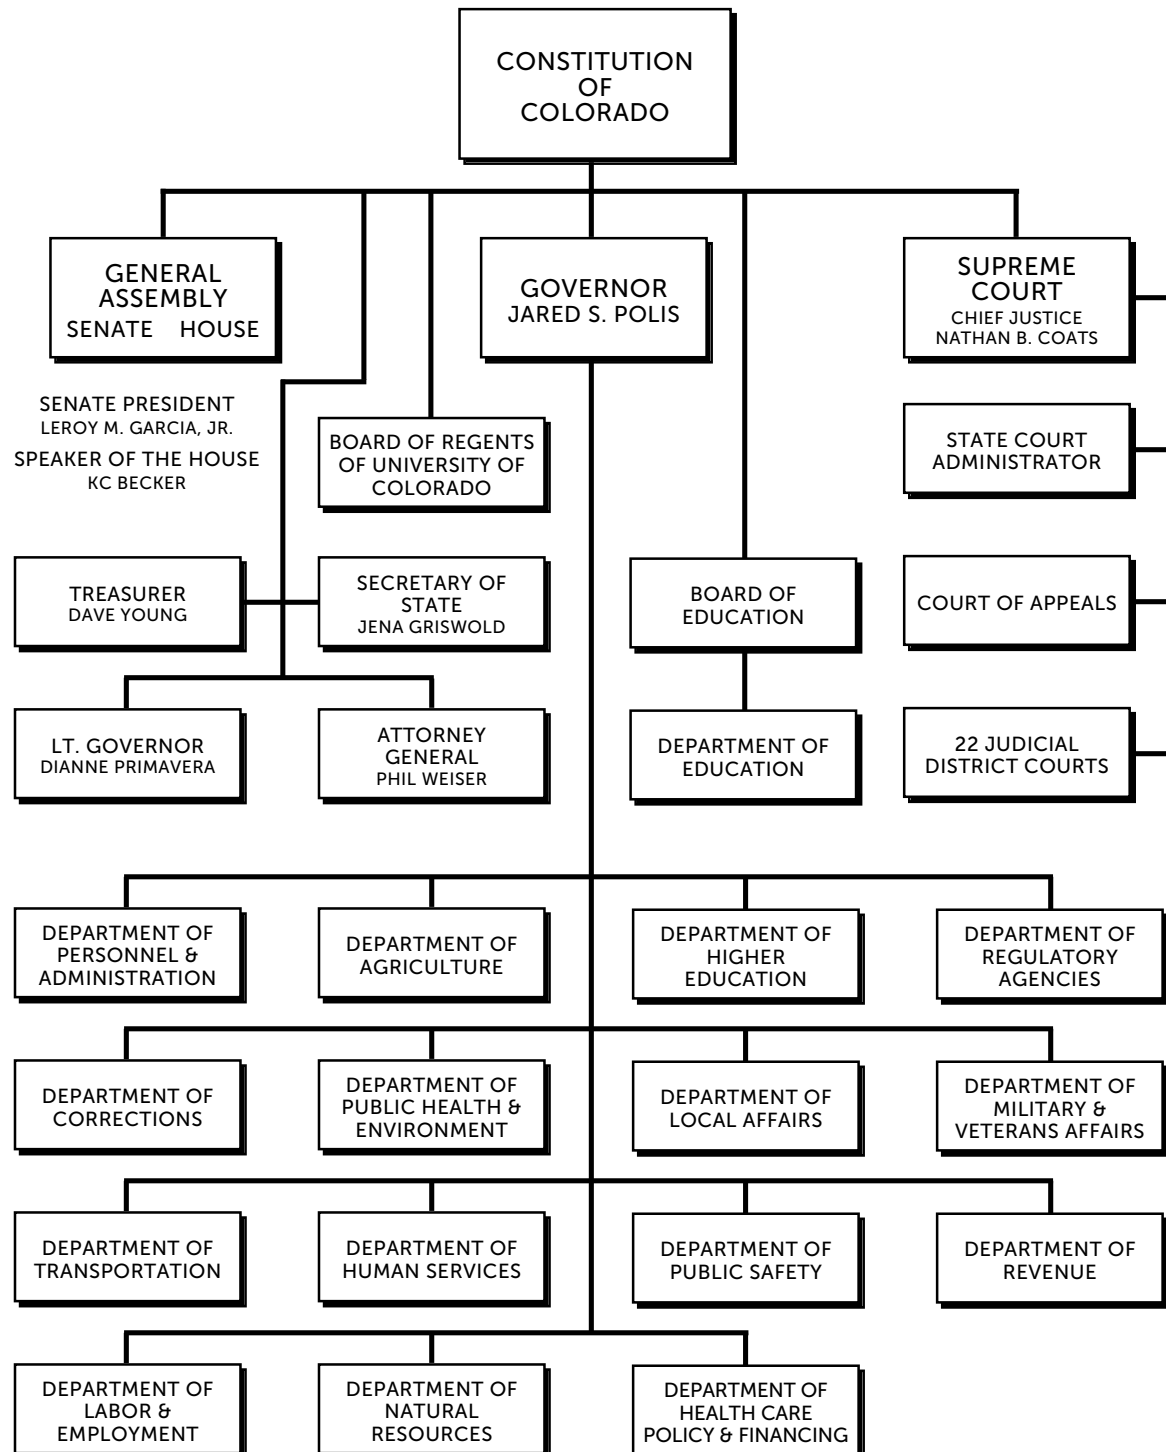 CONSTITUTION
OF
COLORADO
GENERAL
ASSEMBLY
SENATE HOUSE
GOVERNOR
JARED S. POLIS
SUPREME
COURT
CHIEF JUSTICE
NATHAN B. COATS
SENATE PRESIDENT
LEROY M. GARCIA, JR.
SPEAKER OF THE HOUSE
KC BECKER
BOARD OF REGENTS
OF UNIVERSITY OF
COLORADO
STATE COURT
ADMINISTRATOR
TREASURER
DAVE YOUNG
SECRETARY OF
STATE
JENA GRISWOLD
BOARD OF
EDUCATION
COURT OF APPEALS
LT. GOVERNOR
DIANNE PRIMAVERA
ATTORNEY
GENERAL
PHIL WEISER
DEPARTMENT OF
EDUCATION
22 JUDICIAL
DISTRICT COURTS
DEPARTMENT OF
PERSONNEL &
ADMINISTRATION
DEPARTMENT OF
AGRICULTURE
DEPARTMENT OF
HIGHER
EDUCATION
DEPARTMENT OF
REGULATORY
AGENCIES
DEPARTMENT OF
CORRECTIONS
DEPARTMENT OF
PUBLIC HEALTH &
ENVIRONMENT
DEPARTMENT OF
LOCAL AFFAIRS
DEPARTMENT OF
MILITARY &
VETERANS AFFAIRS
DEPARTMENT OF
TRANSPORTATION
DEPARTMENT OF
HUMAN SERVICES
DEPARTMENT OF
PUBLIC SAFETY
DEPARTMENT OF
REVENUE
DEPARTMENT OF
LABOR &
EMPLOYMENT
DEPARTMENT OF
NATURAL
RESOURCES
DEPARTMENT OF
HEALTH CARE
POLICY & FINANCING